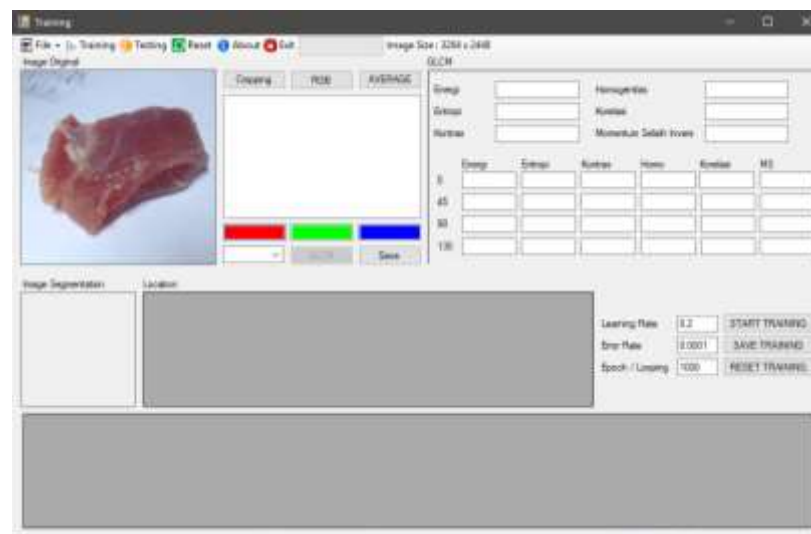 Training
File Training Testing Reset About Exit Image Size : 3264 x 2448
Image Original
GLCM
Cropping RGB AVERAGE
Energi Homogenitas
Entropi Korelasi
Kontras Momentum Selisih Invers
Energi Entropi Kontras Homo Korelasi MS
0
45
90
135
GLCM Save
Image Segmentation Location
Learning Rate 0.2 START TRAINING
Error Rate 0.0001 SAVE TRAINING
Epoch / Looping 1000 RESET TRAINING